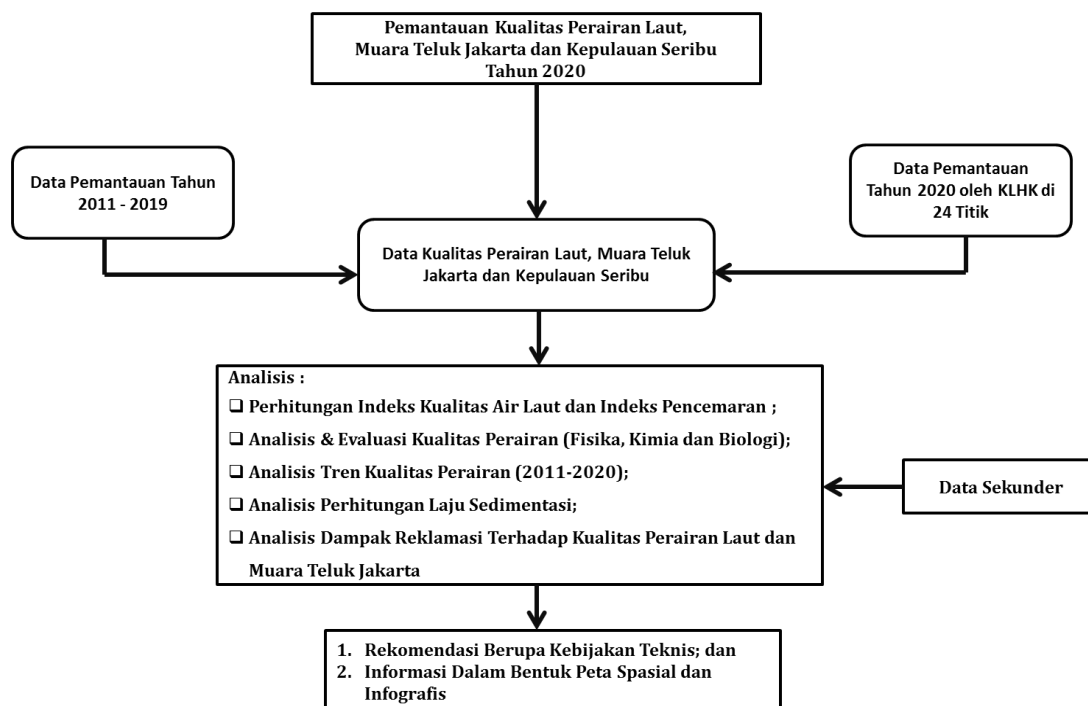 Pemantauan Kualitas Perairan Laut,
Muara Teluk Jakarta dan Kepulauan Seribu
Tahun 2020
Data Pemantauan Tahun
2011 - 2019
Data Pemantauan
Tahun 2020 oleh KLHK di
24 Titik
Data Kualitas Perairan Laut, Muara Teluk
Jakarta dan Kepulauan Seribu
Analisis :
❑ Perhitungan Indeks Kualitas Air Laut dan Indeks Pencemaran ;
❑ Analisis & Evaluasi Kualitas Perairan (Fisika, Kimia dan Biologi);
❑ Analisis Tren Kualitas Perairan (2011-2020);
❑ Analisis Perhitungan Laju Sedimentasi;
❑ Analisis Dampak Reklamasi Terhadap Kualitas Perairan Laut dan
Muara Teluk Jakarta
Data Sekunder
1. Rekomendasi Berupa Kebijakan Teknis; dan
2. Informasi Dalam Bentuk Peta Spasial dan
Infografis